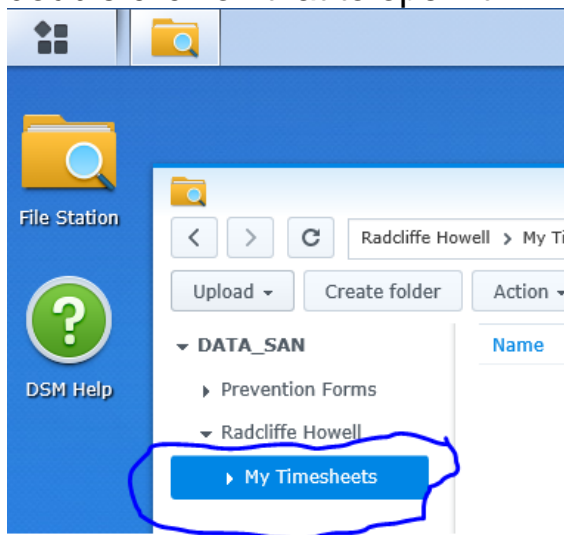 File Station
DSM Help
Radcliffe Howell > My Ti
Upload
Create folder
Action
DATA_SAN
Name
Prevention Forms
Radcliffe Howell
My Timesheets